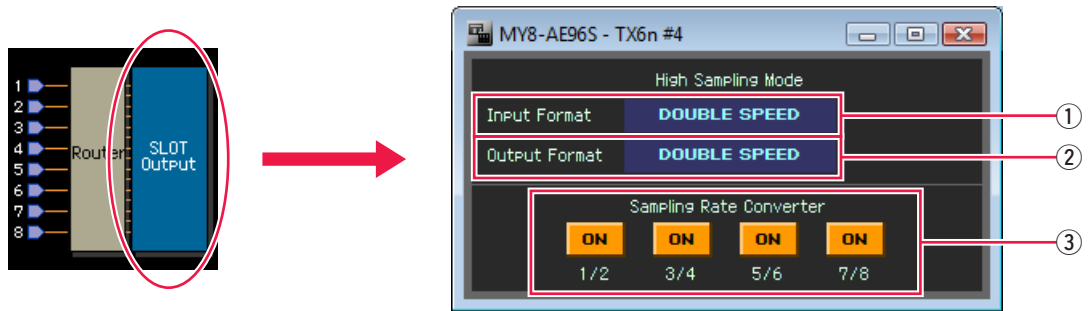 1
2
3
4
5
6
7
8
Router
SLOT
Output
MY8-AE96S - TX6n #4
High Sampling Mode
Input Format DOUBLE SPEED ①
Output Format DOUBLE SPEED ②
Sampling Rate Converter
ON ON ON ON ③
1/2 3/4 5/6 7/8